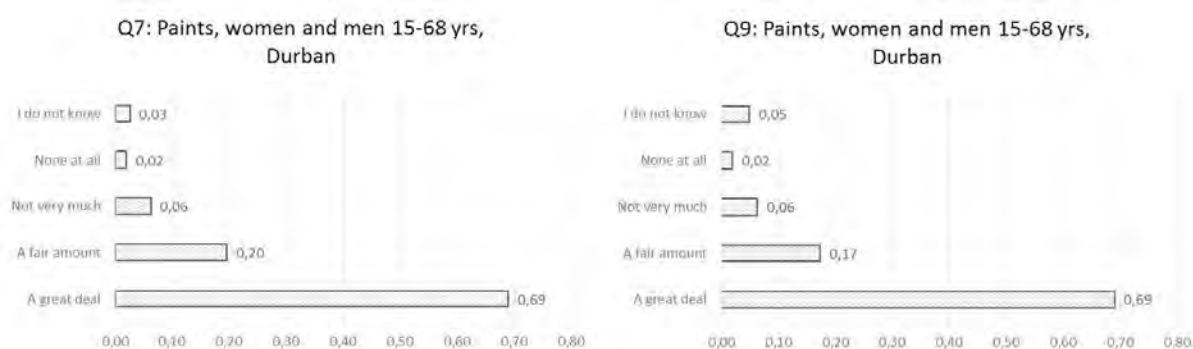 Q7: Paints, women and men 15-68 yrs,
Durban
I do not know 0,03
None at all 0,02
Not very much 0,06
A fair amount 0,20
A great deal 0,69
0,00 0,10 0,20 0,30 0,40 0,50 0,60 0,70 0,80
Q9: Paints, women and men 15-68 yrs,
Durban
I do not know 0,05
None at all 0,02
Not very much 0,06
A fair amount 0,17
A great deal 0,69
0,00 0,10 0,20 0,30 0,40 0,50 0,60 0,70 0,80